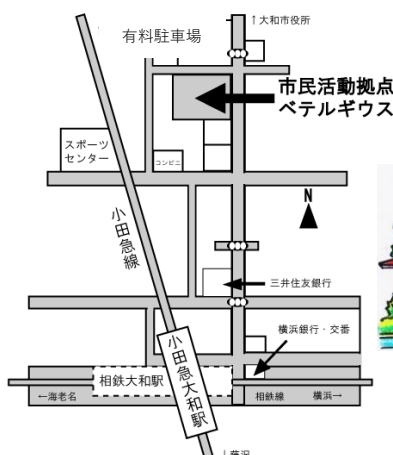 ↑大和市役所
有料駐車場
市民活動拠点
ベテルギウス
スポーツ
センター
コンビニ
小田急線
N
三井住友銀行
横浜銀行・交番
小田急大和駅
相鉄大和駅
←海老名
相鉄線
横浜→
↓藤沢